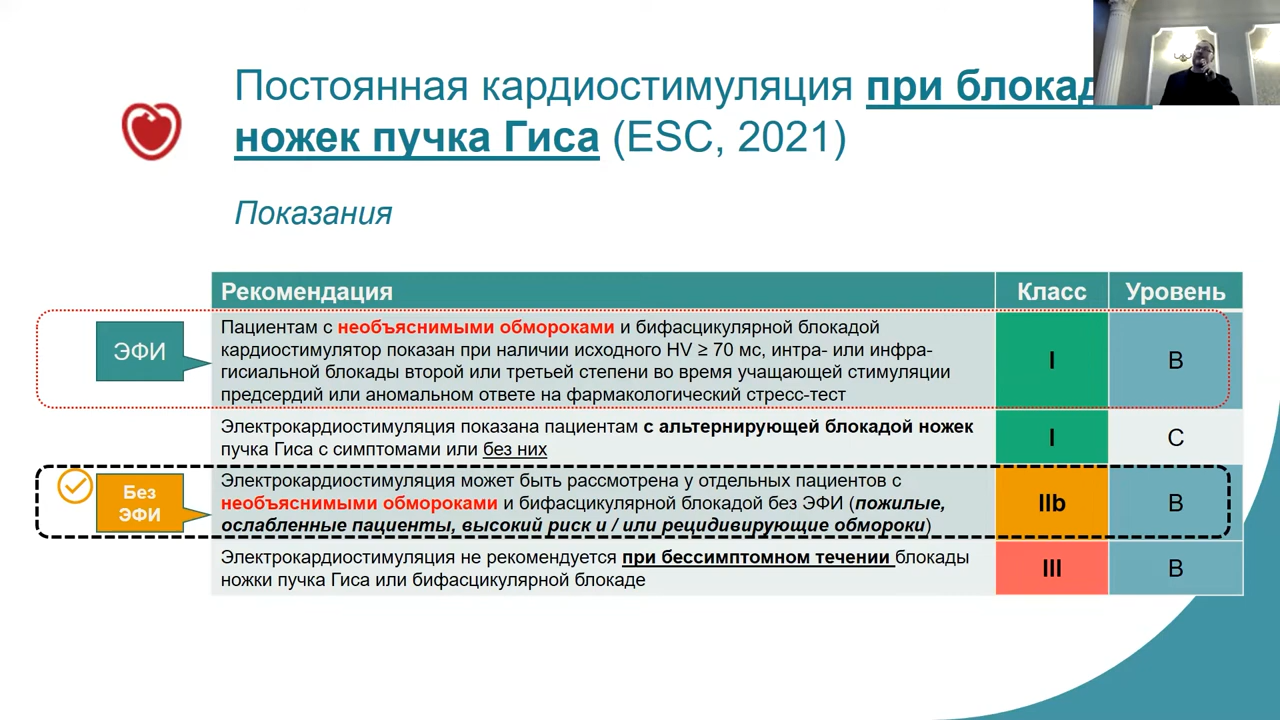 Постоянная кардиостимуляция при блокад
ножек пучка Гиса (ESC, 2021)
Показания
Рекомендация Класс Уровень
ЭФИ
Пациентам с необъяснимыми обмороками и бифасцикулярной блокадой
кардиостимулятор показан при наличии исходного HV ≥ 70 мс, интра- или инфра-
гисиальной блокады второй или третьей степени во время учащающей стимуляции
предсердий или аномальном ответе на фармакологический стресс-тест
I B
Электрокардиостимуляция показана пациентам с альтернирующей блокадой ножек
пучка Гиса с симптомами или без них
I C
Без
ЭФИ
Электрокардиостимуляция может быть рассмотрена у отдельных пациентов с
необъяснимыми обмороками и бифасцикулярной блокадой без ЭФИ (пожилые,
ослабленные пациенты, высокий риск и / или рецидивирующие обмороки)
IIb B
Электрокардиостимуляция не рекомендуется при бессимптомном течении блокады
ножки пучка Гиса или бифасцикулярной блокаде
III B